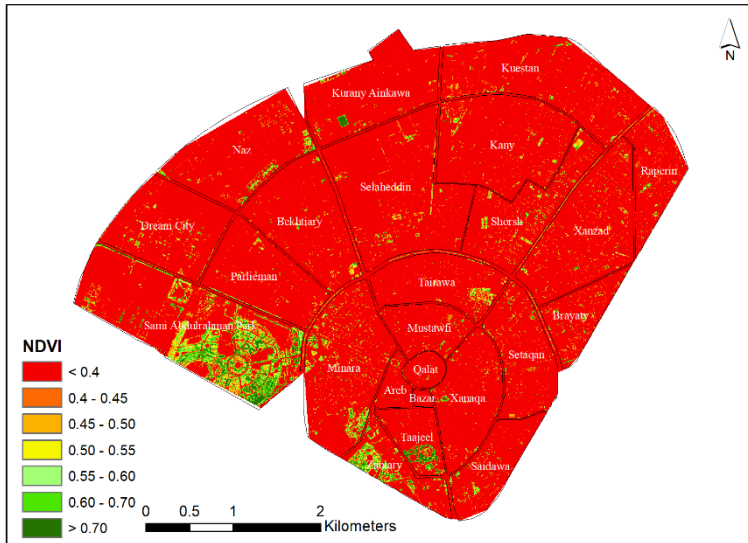 N
Kuestan
Kurany Ainkawa
Naz
Kany
Raperin
Selaheddin
Dream City
Bekhtiary
Shorsh
Xanzad
Parlieman
Tairawa
Sami Abdulrahman Park
Mustawfi
Brayaty
Setaqan
Minara
Qalat
Areb
Bazar
Xanaqa
Taajeel
Zaniary
Saidawa
NDVI
< 0.4
0.4 - 0.45
0.45 - 0.50
0.50 - 0.55
0.55 - 0.60
0.60 - 0.70
> 0.70
0 0.5 1 2
Kilometers